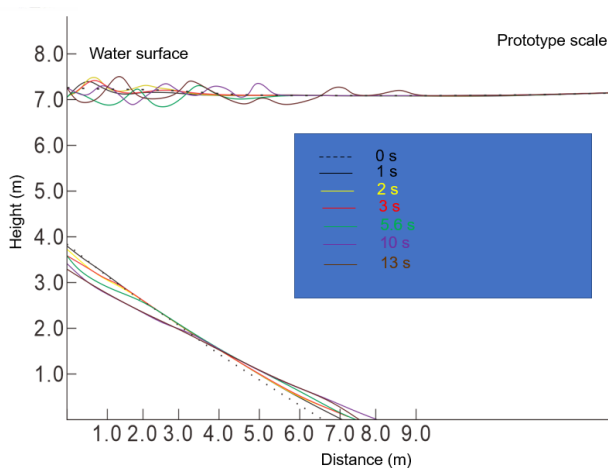 8.0
Water surface
Prototype scale
7.0
6.0
0 s
1 s
2 s
3 s
5.6 s
10 s
13 s
5.0
4.0
3.0
2.0
1.0
Height (m)
1.0 2.0 3.0 4.0 5.0 6.0 7.0 8.0 9.0
Distance (m)